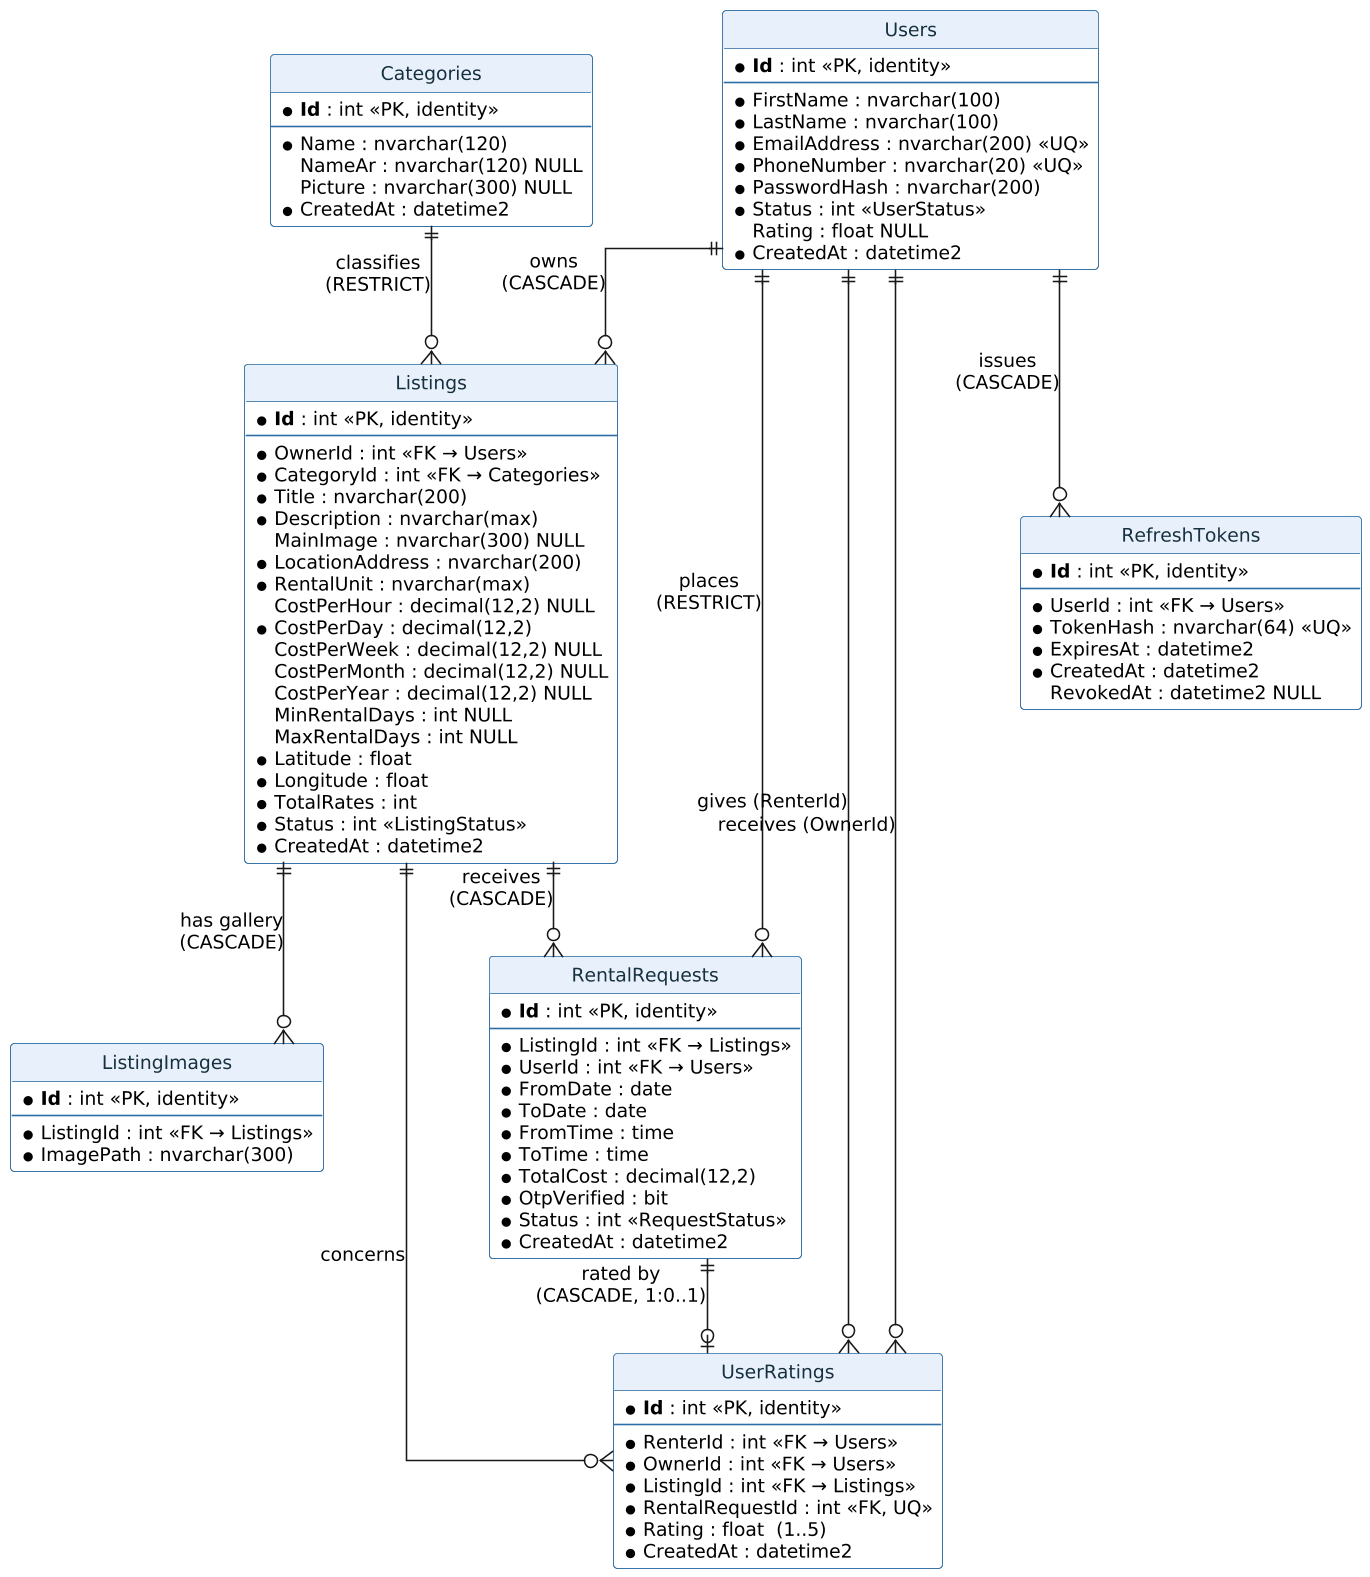 Users
Id : int «PK, identity»
FirstName : nvarchar(100)
LastName : nvarchar(100)
EmailAddress : nvarchar(200) «UQ»
PhoneNumber : nvarchar(20) «UQ»
PasswordHash : nvarchar(200)
Status : int «UserStatus»
Rating : float NULL
CreatedAt : datetime2
Categories
Id : int «PK, identity»
Name : nvarchar(120)
NameAr : nvarchar(120) NULL
Picture : nvarchar(300) NULL
CreatedAt : datetime2
classifies
(RESTRICT)
owns
(CASCADE)
issues
(CASCADE)
Listings
Id : int «PK, identity»
OwnerId : int «FK → Users»
CategoryId : int «FK → Categories»
Title : nvarchar(200)
Description : nvarchar(max)
MainImage : nvarchar(300) NULL
LocationAddress : nvarchar(200)
RentalUnit : nvarchar(max)
CostPerHour : decimal(12,2) NULL
CostPerDay : decimal(12,2)
CostPerWeek : decimal(12,2) NULL
CostPerMonth : decimal(12,2) NULL
CostPerYear : decimal(12,2) NULL
MinRentalDays : int NULL
MaxRentalDays : int NULL
Latitude : float
Longitude : float
TotalRates : int
Status : int «ListingStatus»
CreatedAt : datetime2
RefreshTokens
Id : int «PK, identity»
UserId : int «FK → Users»
TokenHash : nvarchar(64) «UQ»
ExpiresAt : datetime2
CreatedAt : datetime2
RevokedAt : datetime2 NULL
places
(RESTRICT)
gives (RenterId)
receives (OwnerId)
receives
(CASCADE)
has gallery
(CASCADE)
RentalRequests
Id : int «PK, identity»
ListingId : int «FK → Listings»
UserId : int «FK → Users»
FromDate : date
ToDate : date
FromTime : time
ToTime : time
TotalCost : decimal(12,2)
OtpVerified : bit
Status : int «RequestStatus»
CreatedAt : datetime2
ListingImages
Id : int «PK, identity»
ListingId : int «FK → Listings»
ImagePath : nvarchar(300)
concerns
rated by
(CASCADE, 1:0..1)
UserRatings
Id : int «PK, identity»
RenterId : int «FK → Users»
OwnerId : int «FK → Users»
ListingId : int «FK → Listings»
RentalRequestId : int «FK, UQ»
Rating : float  (1..5)
CreatedAt : datetime2